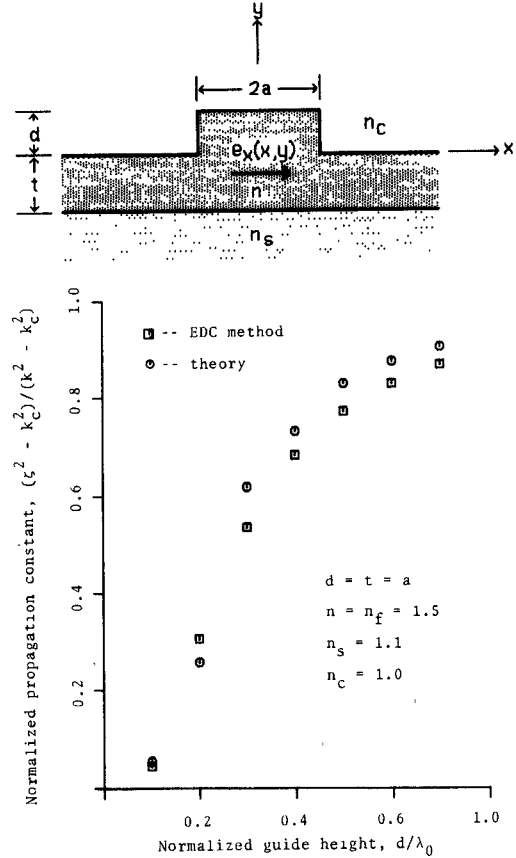 y
2a
d
n_c
x
e_x(x,y)
t
n
n_s
1.0
EDC method
theory
0.8
0.6
0.4
0.2
d = t = a
n = n_f = 1.5
n_s = 1.1
n_c = 1.0
Normalized propagation constant, (ζ² - k_c²)/(k² - k_c²)
0.2 0.4 0.6 0.8 1.0
Normalized guide height, d/λ₀